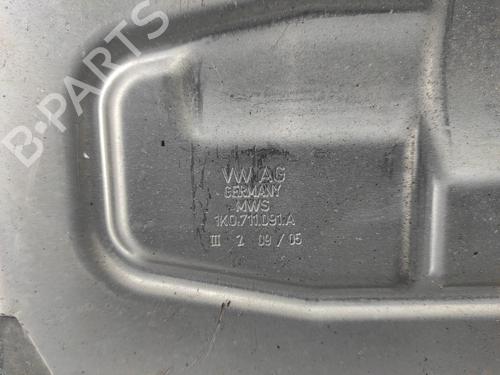 B-PARTS
VW AG
GERMANY
MWS
1K0.711.091.A
III 2 09/05